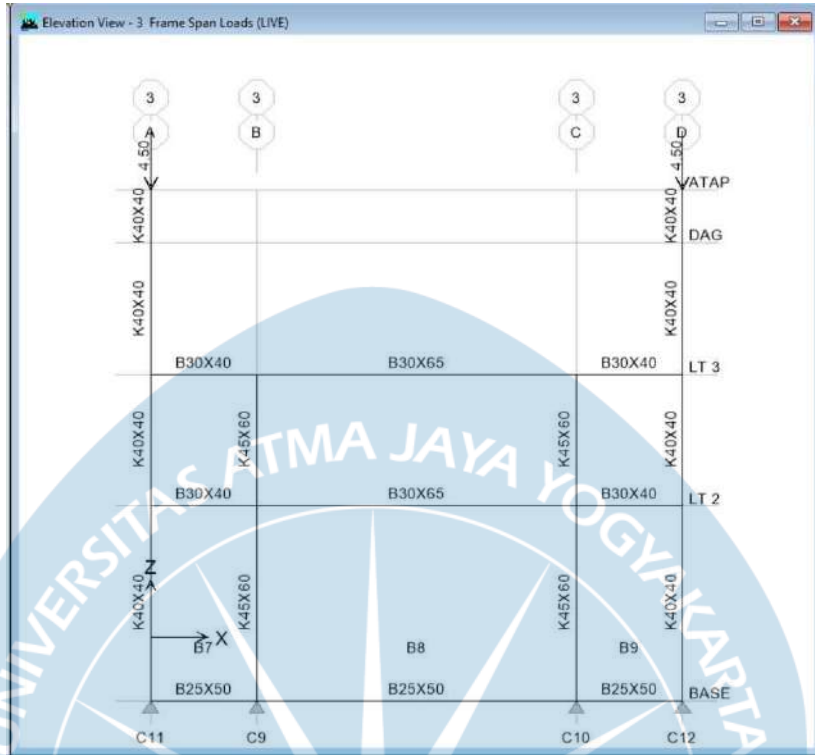 Elevation View - 3 Frame Span Loads (LIVE)
3 3 3 3
A B C D
4.50 4.50
ATAP
K40X40 K40X40
DAG
K40X40 K40X40
B30X40 B30X65 B30X40 LT 3
K40X40 K45X60 K45X60 K40X40
B30X40 B30X65 B30X40 LT 2
Z
K40X40 K45X60 K45X60 K40X40
X
B7 B8 B9
B25X50 B25X50 B25X50 BASE
C11 C9 C10 C12
UNIVERSITAS ATMA JAYA YOGYAKARTA